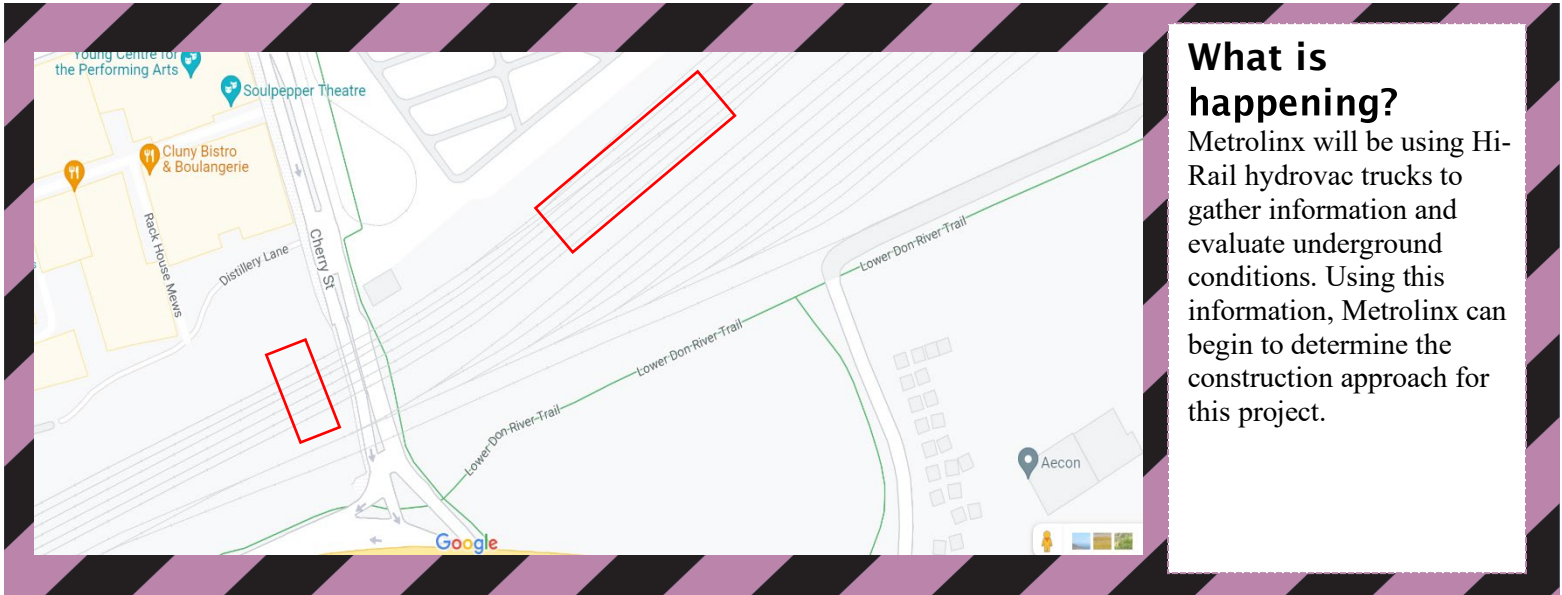 Young Centre for
the Performing Arts
Soulpepper Theatre
Cluny Bistro
& Boulangerie
Rack House Mews
Distillery Lane
Cherry St
Lower Don River Trail
Lower Don River Trail
Lower Don River Trail
Aecon
Google
What is
happening?
Metrolinx will be using Hi-
Rail hydrovac trucks to
gather information and
evaluate underground
conditions. Using this
information, Metrolinx can
begin to determine the
construction approach for
this project.